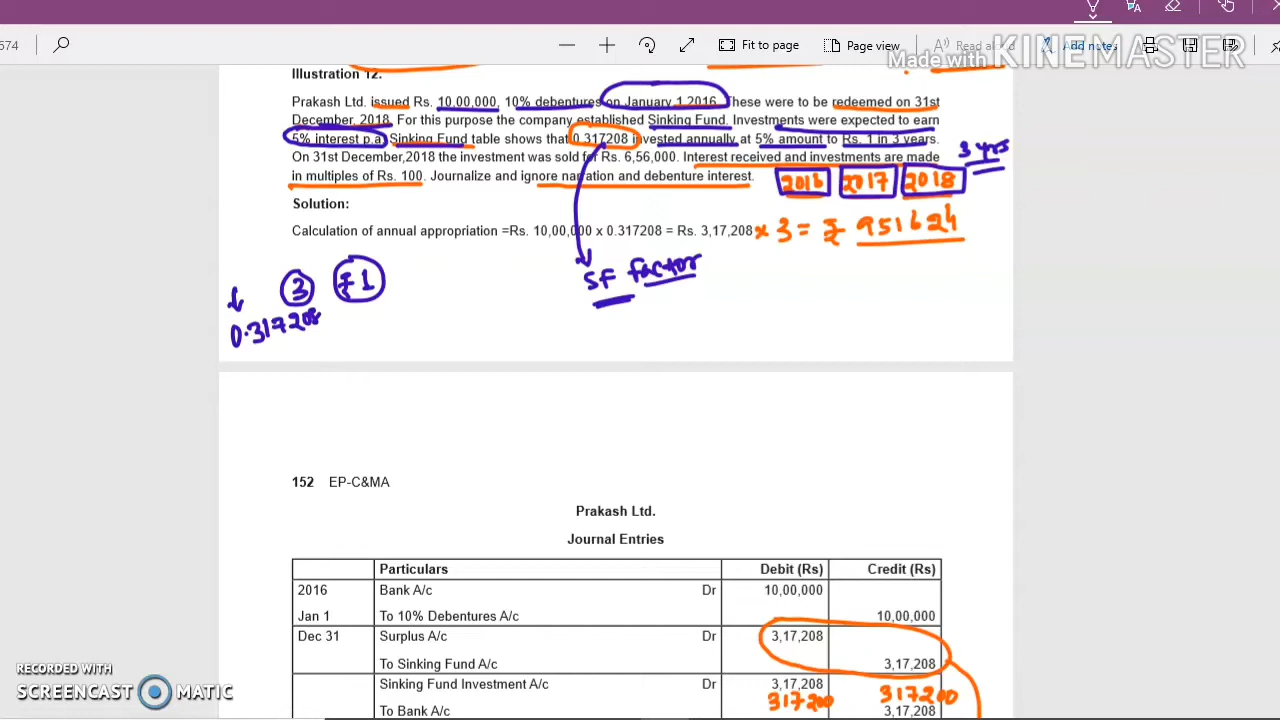 574 Fit to page Page view Read aloud Add notes
Made with KINEMASTER
Illustration 12.
Prakash Ltd. issued Rs. 10,00,000, 10% debentures on January 1 2016. These were to be redeemed on 31st
December, 2018. For this purpose the company established Sinking Fund. Investments were expected to earn
5% interest p.a. Sinking Fund table shows that 0.317208 invested annually at 5% amount to Rs. 1 in 3 years.
3 yrs
On 31st December,2018 the investment was sold for Rs. 6,56,000. Interest received and investments are made
in multiples of Rs. 100. Journalize and ignore narration and debenture interest.
2016 2017 2018
Solution:
Calculation of annual appropriation =Rs. 10,00,000 x 0.317208 = Rs. 3,17,208 x 3 = ₹ 951624
SF factor
3 ₹1
0.317208
152 EP-C&MA
Prakash Ltd.
Journal Entries
Particulars Debit (Rs) Credit (Rs)
2016 Bank A/c Dr 10,00,000
Jan 1 To 10% Debentures A/c 10,00,000
Dec 31 Surplus A/c Dr 3,17,208
To Sinking Fund A/c 3,17,208
Sinking Fund Investment A/c Dr 3,17,208
317200 317200
To Bank A/c 3,17,208
RECORDED WITH
SCREENCAST MATIC